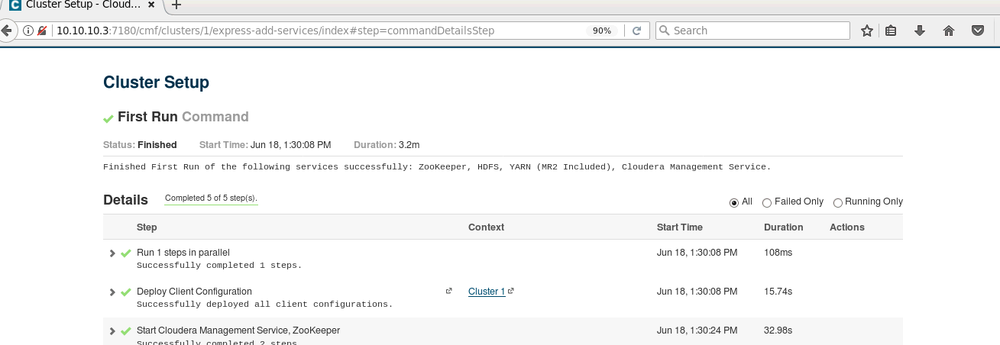 Cluster Setup - Cloud...
10.10.10.3:7180/cmf/clusters/1/express-add-services/index#step=commandDetailsStep 90% Search
Cluster Setup
First Run Command
Status: Finished Start Time: Jun 18, 1:30:08 PM Duration: 3.2m
Finished First Run of the following services successfully: ZooKeeper, HDFS, YARN (MR2 Included), Cloudera Management Service.
Details Completed 5 of 5 step(s). All Failed Only Running Only
Step Context Start Time Duration Actions
Run 1 steps in parallel Jun 18, 1:30:08 PM 108ms
Successfully completed 1 steps.
Deploy Client Configuration Cluster 1 Jun 18, 1:30:08 PM 15.74s
Successfully deployed all client configurations.
Start Cloudera Management Service, ZooKeeper Jun 18, 1:30:24 PM 32.98s
Successfully completed 2 steps